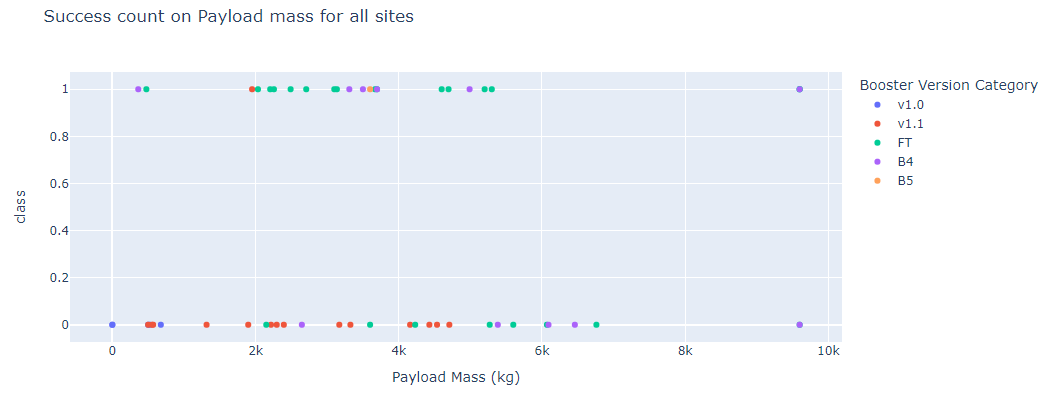 Success count on Payload mass for all sites
Booster Version Category
v1.0
v1.1
FT
B4
B5
class
1
0.8
0.6
0.4
0.2
0
0 2k 4k 6k 8k 10k
Payload Mass (kg)